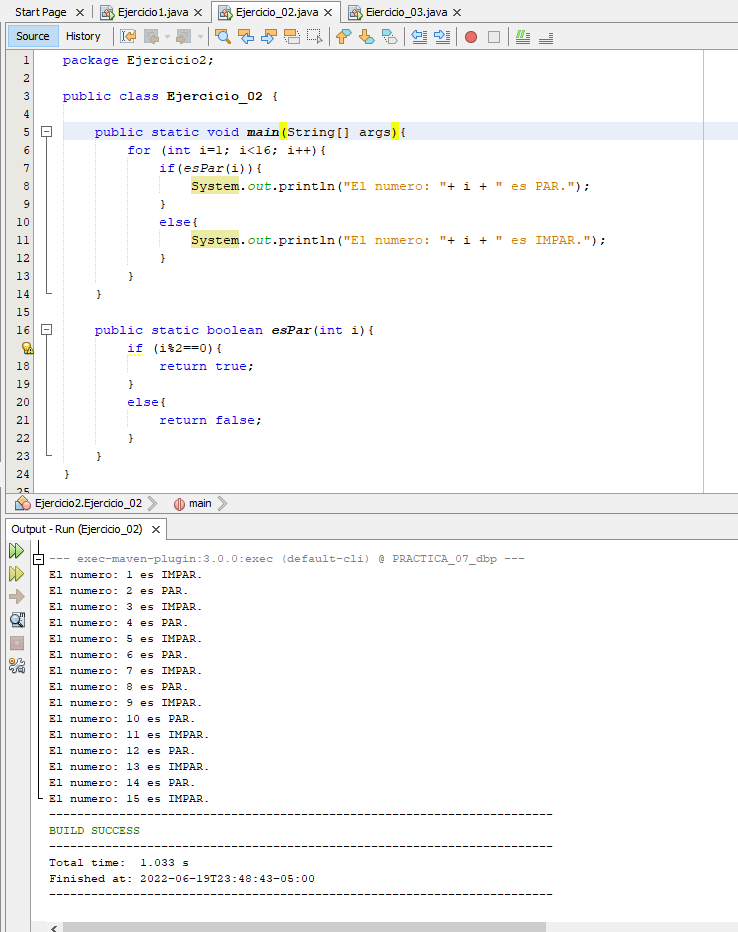 Start Page Ejercicio1.java Ejercicio_02.java Ejercicio_03.java
Source History
1 package Ejercicio2;
2
3 public class Ejercicio_02 {
4
5 public static void main(String[] args){
6 for (int i=1; i<16; i++){
7 if(esPar(i)){
8 System.out.println("El numero: "+ i + " es PAR.");
9 }
10 else{
11 System.out.println("El numero: "+ i + " es IMPAR.");
12 }
13 }
14 }
15
16 public static boolean esPar(int i){
if (i%2==0){
18 return true;
19 }
20 else{
21 return false;
22 }
23 }
24 }
25
Ejercicio2.Ejercicio_02 main
Output - Run (Ejercicio_02)
--- exec-maven-plugin:3.0.0:exec (default-cli) @ PRACTICA_07_dbp ---
El numero: 1 es IMPAR.
El numero: 2 es PAR.
El numero: 3 es IMPAR.
El numero: 4 es PAR.
El numero: 5 es IMPAR.
El numero: 6 es PAR.
El numero: 7 es IMPAR.
El numero: 8 es PAR.
El numero: 9 es IMPAR.
El numero: 10 es PAR.
El numero: 11 es IMPAR.
El numero: 12 es PAR.
El numero: 13 es IMPAR.
El numero: 14 es PAR.
El numero: 15 es IMPAR.
------------------------------------------------------------------------
BUILD SUCCESS
------------------------------------------------------------------------
Total time: 1.033 s
Finished at: 2022-06-19T23:48:43-05:00
------------------------------------------------------------------------